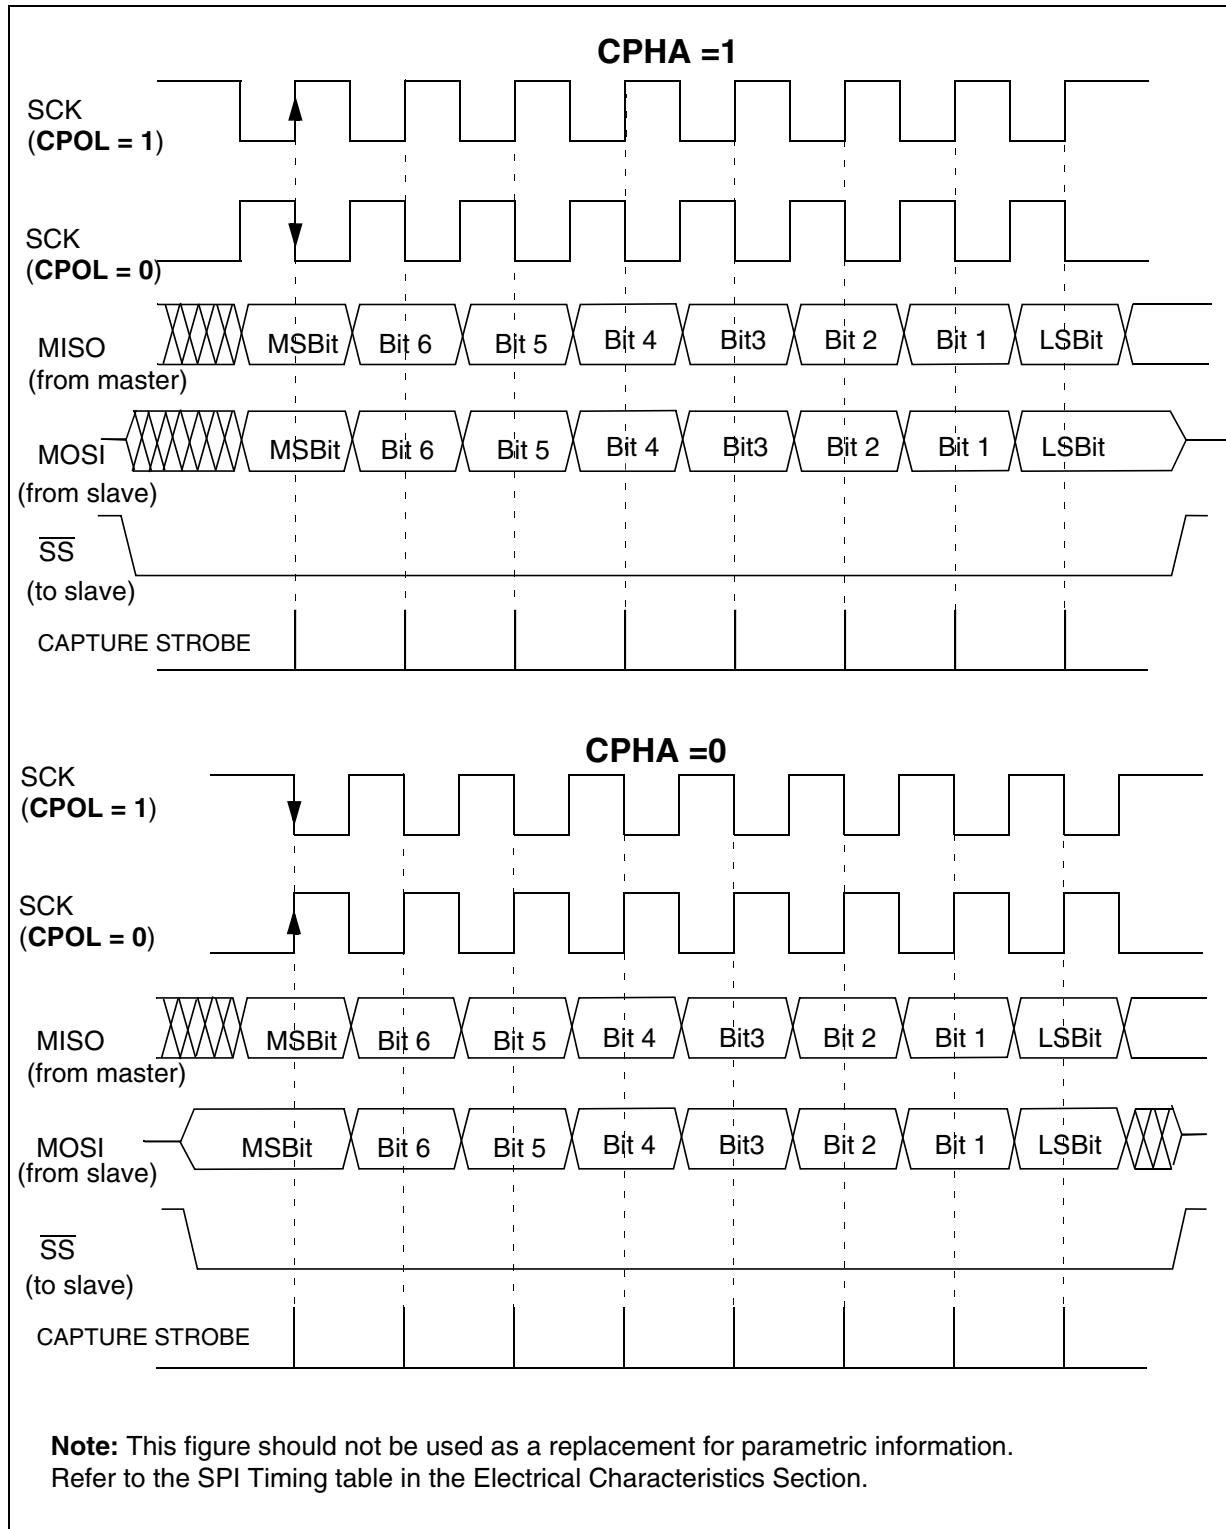 CPHA =1
SCK
(CPOL = 1)
SCK
(CPOL = 0)
MISO
(from master)
MSBit Bit 6 Bit 5 Bit 4 Bit3 Bit 2 Bit 1 LSBit
MOSI
(from slave)
MSBit Bit 6 Bit 5 Bit 4 Bit3 Bit 2 Bit 1 LSBit
SS
(to slave)
CAPTURE STROBE
CPHA =0
SCK
(CPOL = 1)
SCK
(CPOL = 0)
MISO
(from master)
MSBit Bit 6 Bit 5 Bit 4 Bit3 Bit 2 Bit 1 LSBit
MOSI
(from slave)
MSBit Bit 6 Bit 5 Bit 4 Bit3 Bit 2 Bit 1 LSBit
SS
(to slave)
CAPTURE STROBE
Note: This figure should not be used as a replacement for parametric information.
Refer to the SPI Timing table in the Electrical Characteristics Section.